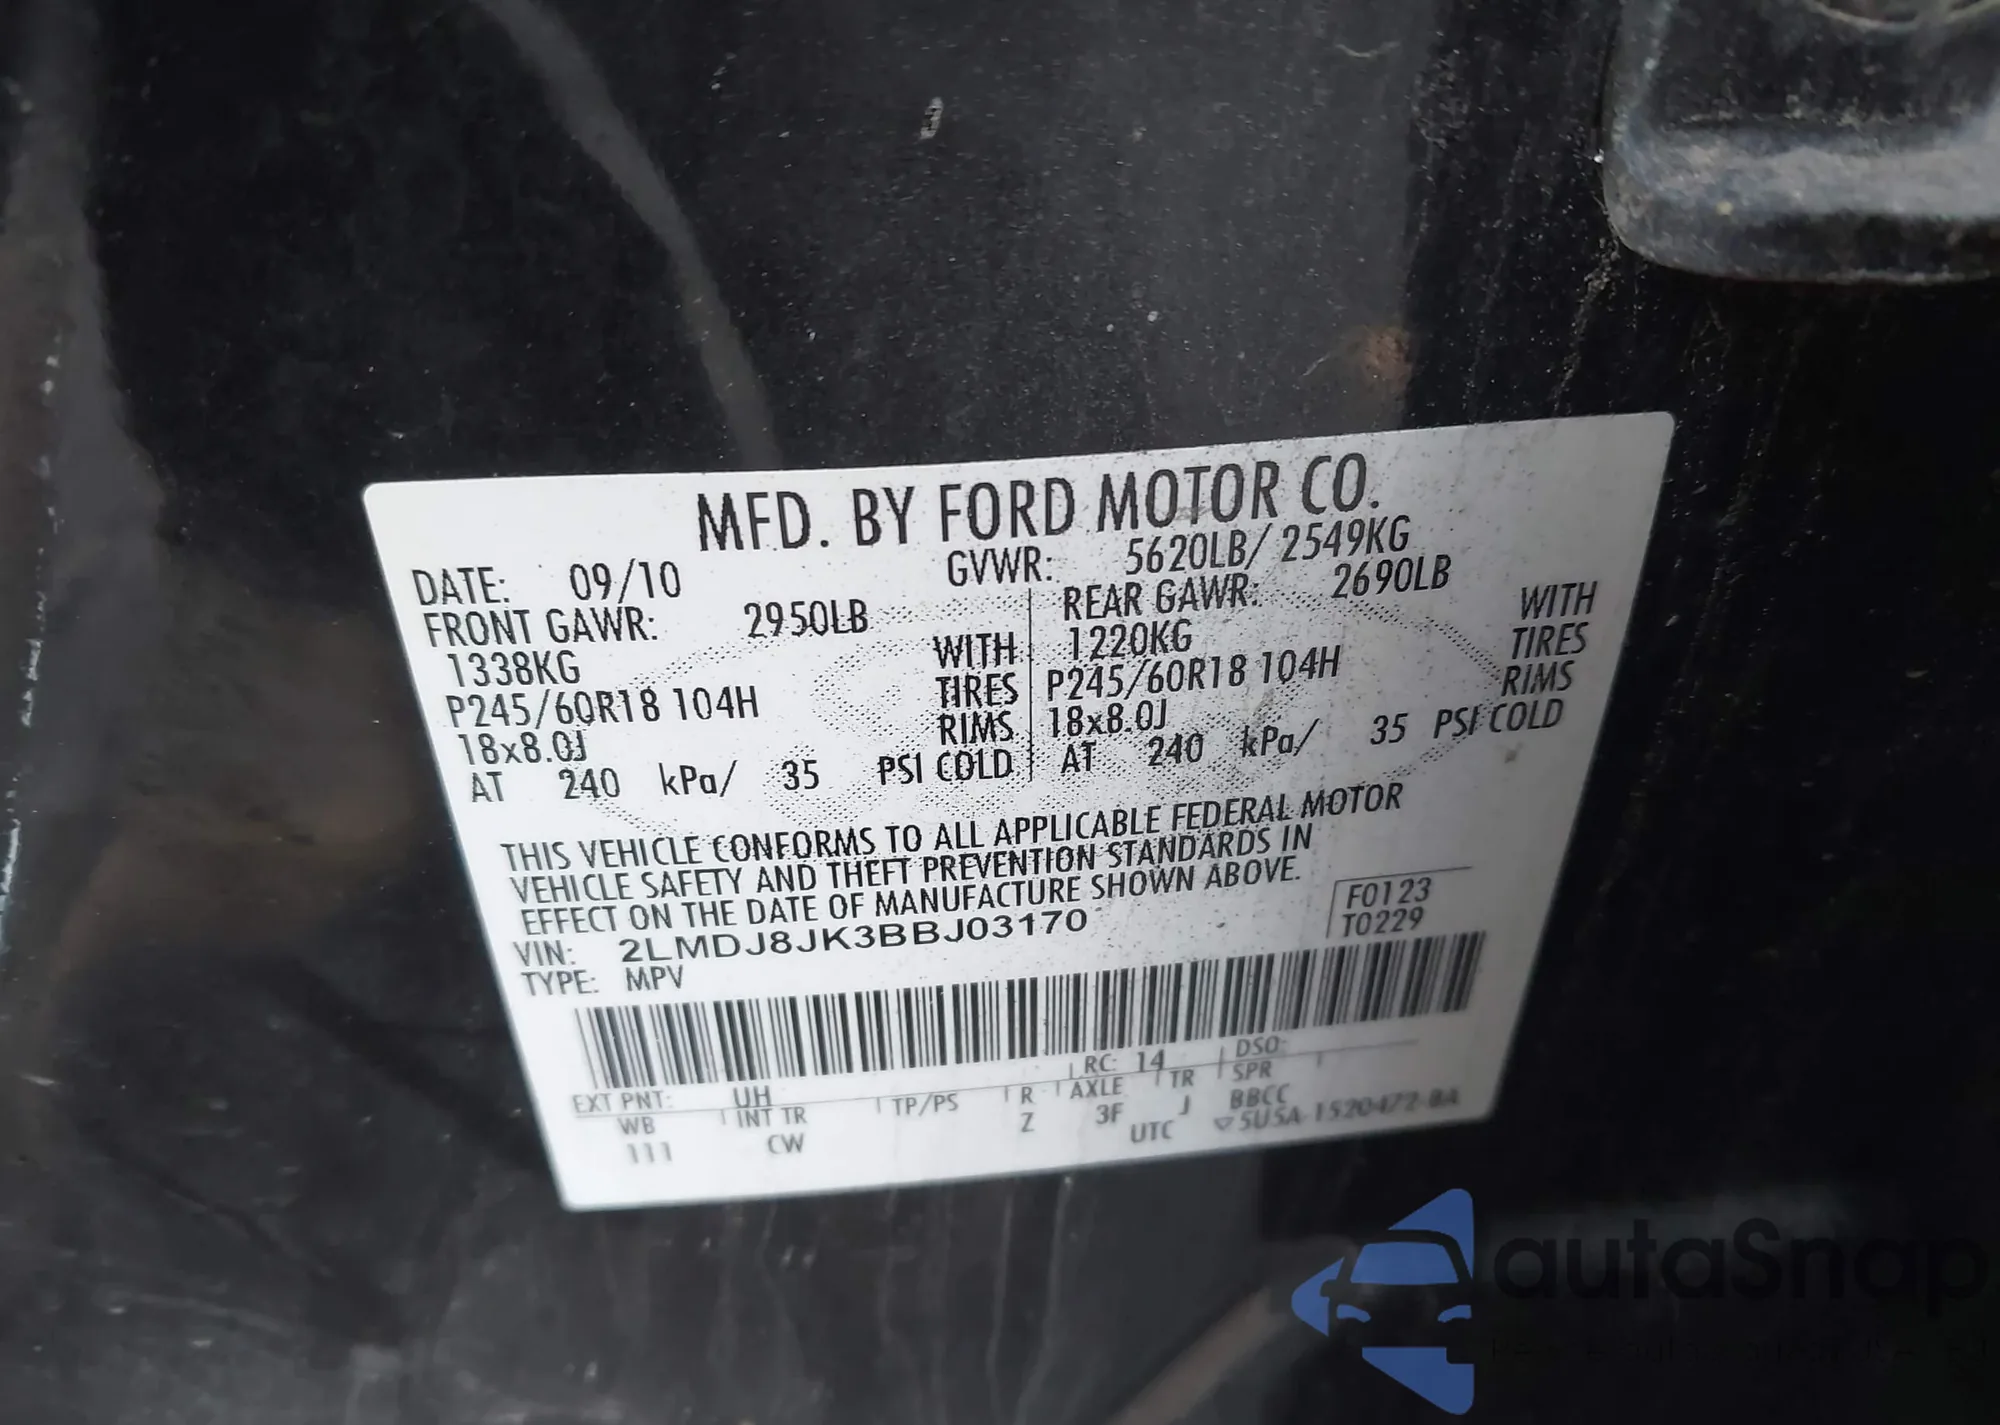 MFD. BY FORD MOTOR CO.
DATE: 09/10 GVWR: 5620LB/ 2549KG
FRONT GAWR: 2950LB REAR GAWR: 2690LB
1338KG WITH 1220KG WITH
P245/60R18 104H TIRES P245/60R18 104H TIRES
18x8.0J RIMS 18x8.0J RIMS
AT 240 kPa/ 35 PSI COLD AT 240 kPa/ 35 PSI COLD
THIS VEHICLE CONFORMS TO ALL APPLICABLE FEDERAL MOTOR
VEHICLE SAFETY AND THEFT PREVENTION STANDARDS IN
EFFECT ON THE DATE OF MANUFACTURE SHOWN ABOVE.
VIN: 2LMDJ8JK3BBJ03170 F0123
TYPE: MPV T0229
EXT PNT: UH RC: 14 DSO:
WB INT TR TP/PS R AXLE TR SPR
111 CW Z 3F J BBCC
UTC 5U5A-1520472-BA
autaSnap